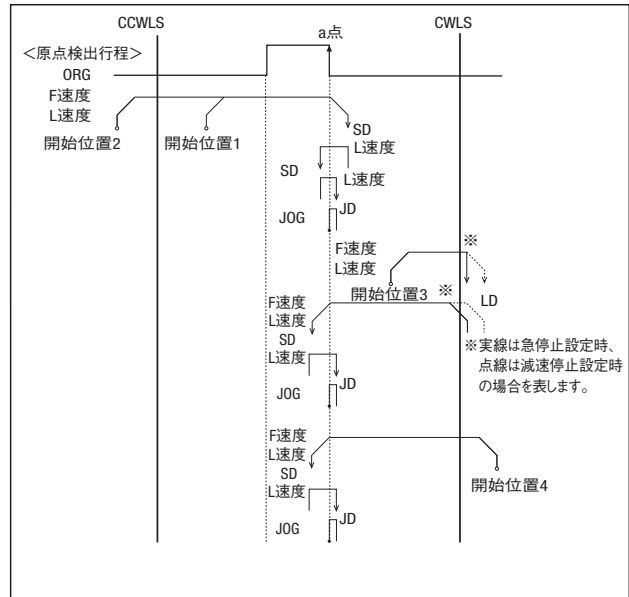 CCWLS
CWLS
a点
<原点検出行程>
ORG
F速度
L速度
開始位置2
開始位置1
SD
L速度
SD
L速度
JOG
JD
F速度
L速度
※
開始位置3
※
LD
F速度
L速度
SD
L速度
JOG
JD
※実線は急停止設定時、
点線は減速停止設定時
の場合を表します。
F速度
L速度
SD
L速度
開始位置4
JOG
JD